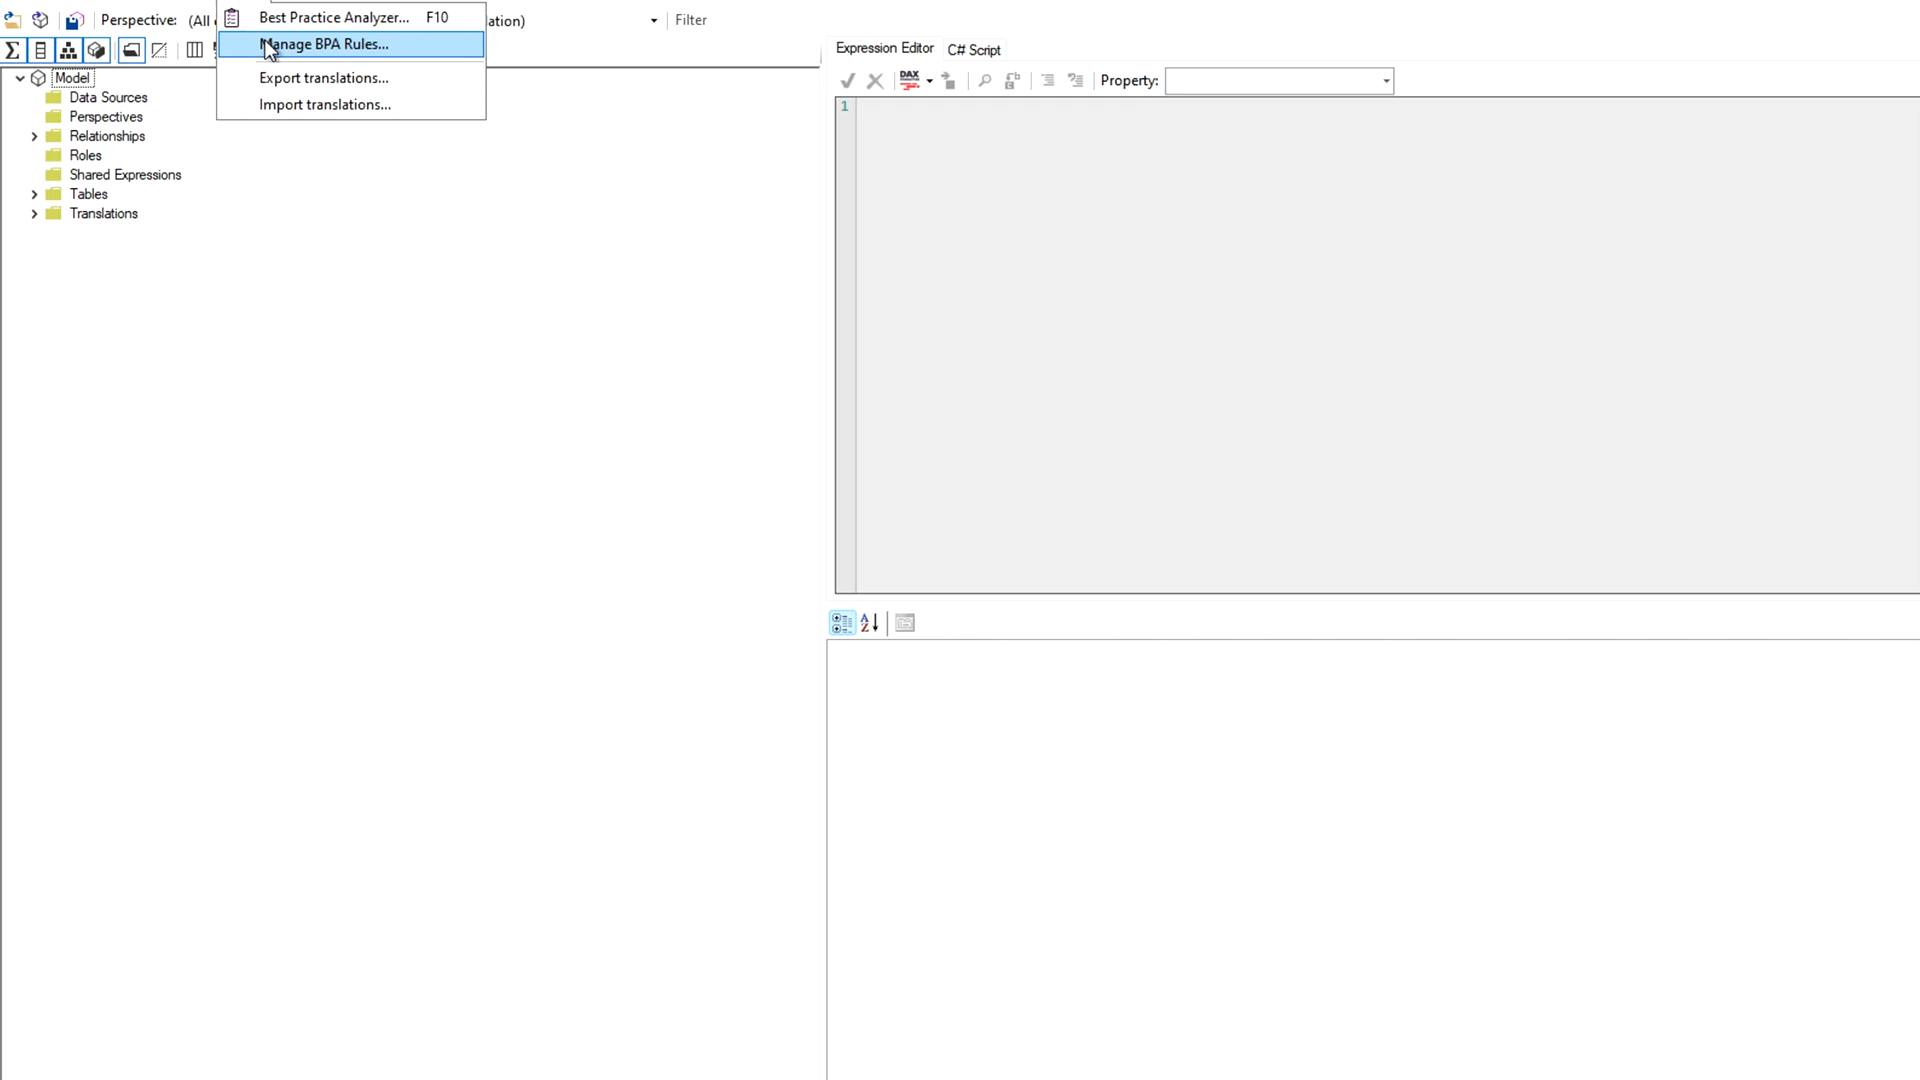 Perspective: (All
Best Practice Analyzer... F10
ation)
Filter
Manage BPA Rules...
Export translations...
Import translations...
Model
Data Sources
Perspectives
Relationships
Roles
Shared Expressions
Tables
Translations
Expression Editor
C# Script
DAX
Property:
1